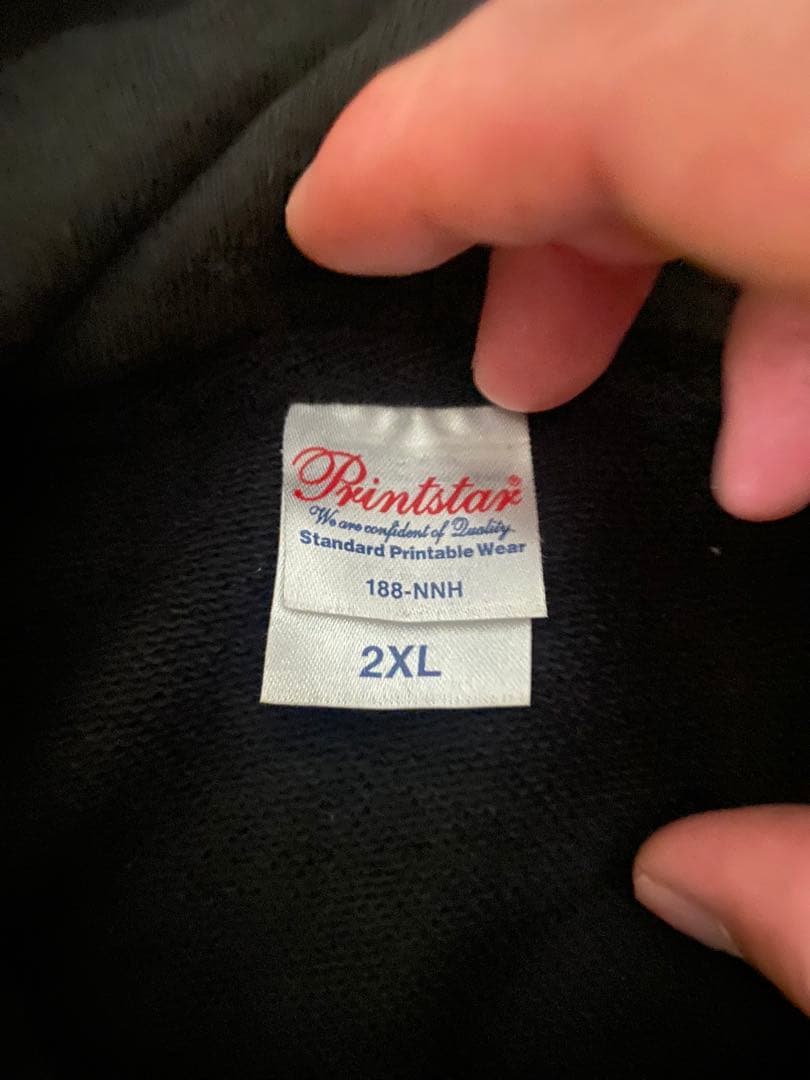 Printstar®
We are confident of Quality.
Standard Printable Wear
188-NNH
2XL